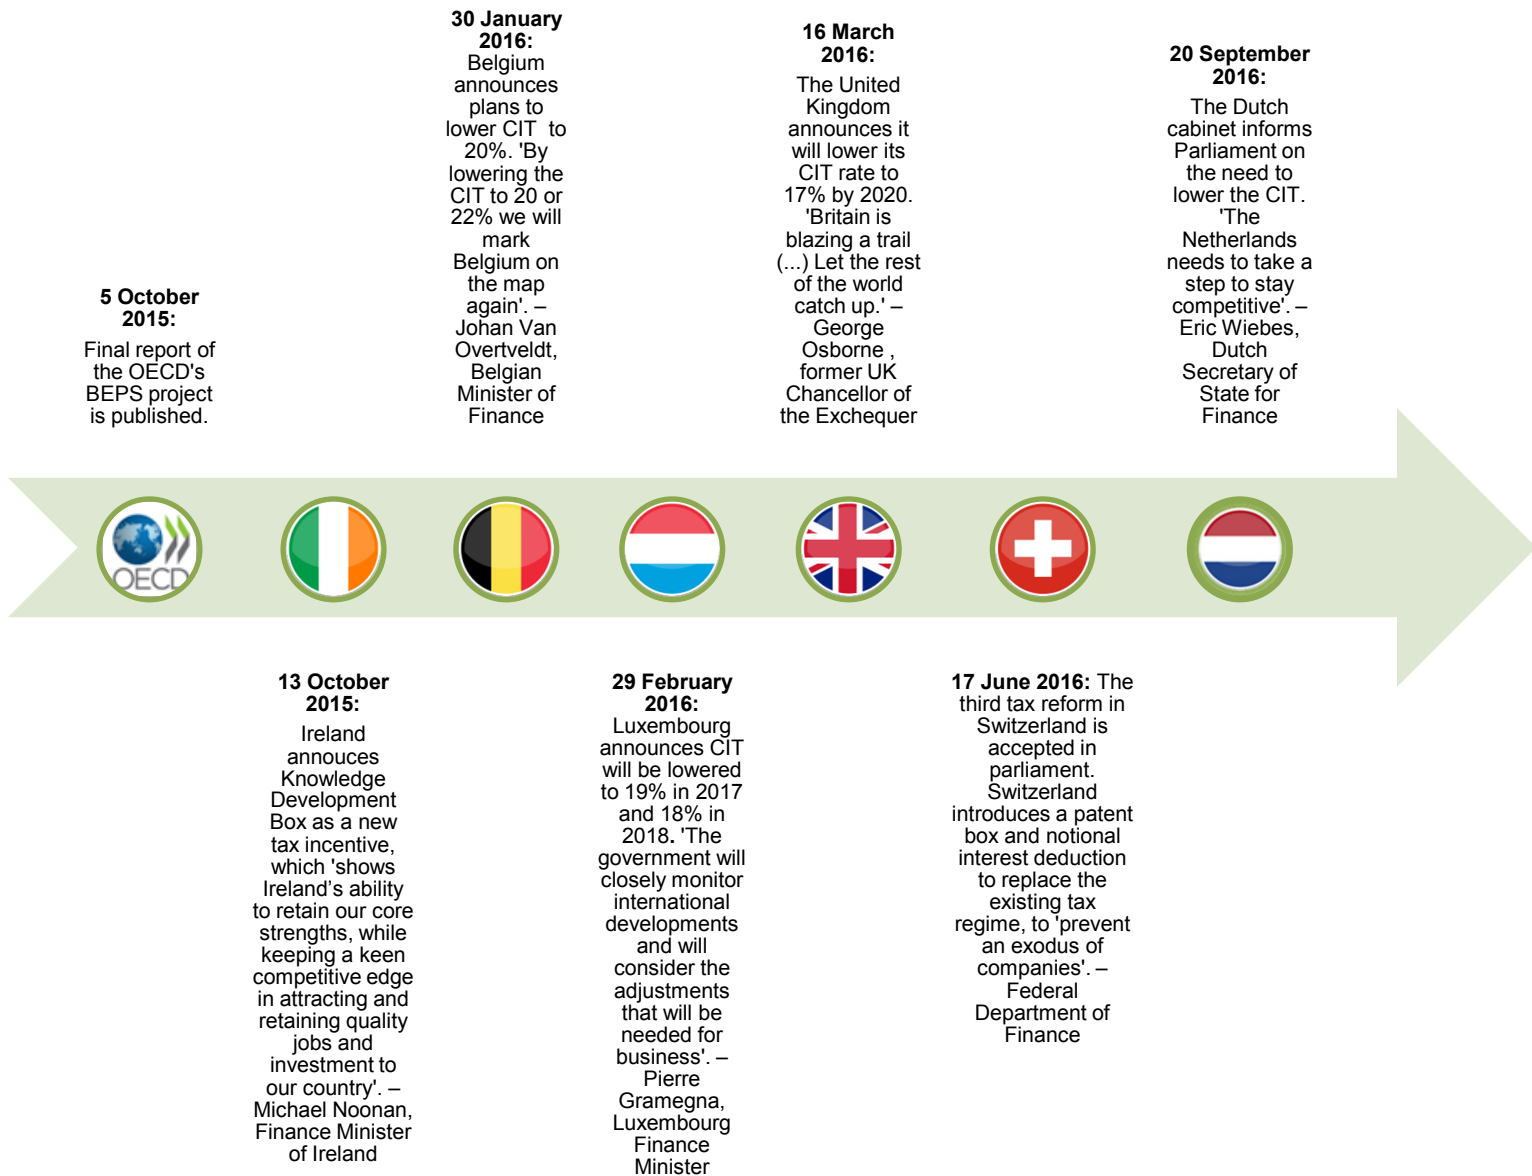 5 October
2015:
Final report of
the OECD's
BEPS project
is published.
30 January
2016:
Belgium
announces
plans to
lower CIT to
20%. 'By
lowering the
CIT to 20 or
22% we will
mark
Belgium on
the map
again'. –
Johan Van
Overtveldt,
Belgian
Minister of
Finance
16 March
2016:
The United
Kingdom
announces it
will lower its
CIT rate to
17% by 2020.
'Britain is
blazing a trail
(...) Let the rest
of the world
catch up.' –
George
Osborne ,
former UK
Chancellor of
the Exchequer
20 September
2016:
The Dutch
cabinet informs
Parliament on
the need to
lower the CIT.
'The
Netherlands
needs to take a
step to stay
competitive'. –
Eric Wiebes,
Dutch
Secretary of
State for
Finance
OECD
13 October
2015:
Ireland
annouces
Knowledge
Development
Box as a new
tax incentive,
which 'shows
Ireland’s ability
to retain our core
strengths, while
keeping a keen
competitive edge
in attracting and
retaining quality
jobs and
investment to
our country'. –
Michael Noonan,
Finance Minister
of Ireland
29 February
2016:
Luxembourg
announces CIT
will be lowered
to 19% in 2017
and 18% in
2018. 'The
government will
closely monitor
international
developments
and will
consider the
adjustments
that will be
needed for
business'. –
Pierre
Gramegna,
Luxembourg
Finance
Minister
17 June 2016: The
third tax reform in
Switzerland is
accepted in
parliament.
Switzerland
introduces a patent
box and notional
interest deduction
to replace the
existing tax
regime, to 'prevent
an exodus of
companies'. –
Federal
Department of
Finance